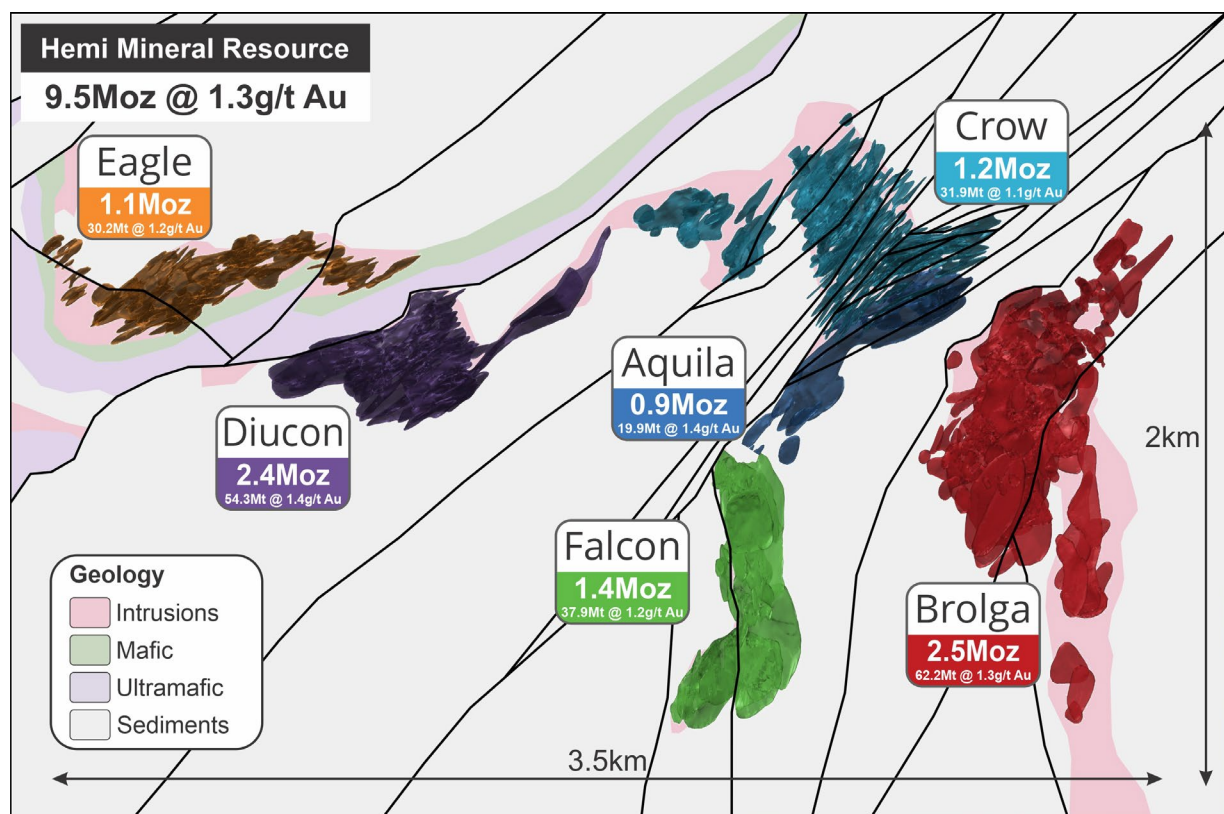 Hemi Mineral Resource
9.5Moz @ 1.3g/t Au
Eagle
1.1Moz
30.2Mt @ 1.2g/t Au
Crow
1.2Moz
31.9Mt @ 1.1g/t Au
Diucon
2.4Moz
54.3Mt @ 1.4g/t Au
Aquila
0.9Moz
19.9Mt @ 1.4g/t Au
2km
Falcon
1.4Moz
37.9Mt @ 1.2g/t Au
Brolga
2.5Moz
62.2Mt @ 1.3g/t Au
Geology
Intrusions
Mafic
Ultramafic
Sediments
3.5km